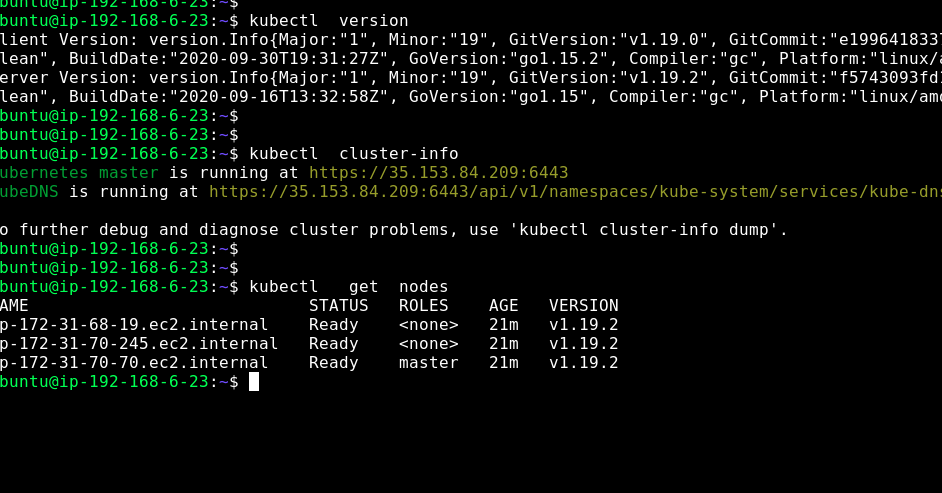 buntu@ip-192-168-6-23:~$
buntu@ip-192-168-6-23:~$ kubectl  version
lient Version: version.Info{Major:"1", Minor:"19", GitVersion:"v1.19.0", GitCommit:"e1996418337
lean", BuildDate:"2020-09-30T19:31:27Z", GoVersion:"go1.15.2", Compiler:"gc", Platform:"linux/a
erver Version: version.Info{Major:"1", Minor:"19", GitVersion:"v1.19.2", GitCommit:"f5743093fd1
lean", BuildDate:"2020-09-16T13:32:58Z", GoVersion:"go1.15", Compiler:"gc", Platform:"linux/amd
buntu@ip-192-168-6-23:~$
buntu@ip-192-168-6-23:~$
buntu@ip-192-168-6-23:~$ kubectl  cluster-info
ubernetes master is running at https://35.153.84.209:6443
ubeDNS is running at https://35.153.84.209:6443/api/v1/namespaces/kube-system/services/kube-dns
o further debug and diagnose cluster problems, use 'kubectl cluster-info dump'.
buntu@ip-192-168-6-23:~$
buntu@ip-192-168-6-23:~$
buntu@ip-192-168-6-23:~$ kubectl   get  nodes
AME                            STATUS   ROLES    AGE   VERSION
p-172-31-68-19.ec2.internal    Ready    <none>   21m   v1.19.2
p-172-31-70-245.ec2.internal   Ready    <none>   21m   v1.19.2
p-172-31-70-70.ec2.internal    Ready    master   21m   v1.19.2
buntu@ip-192-168-6-23:~$